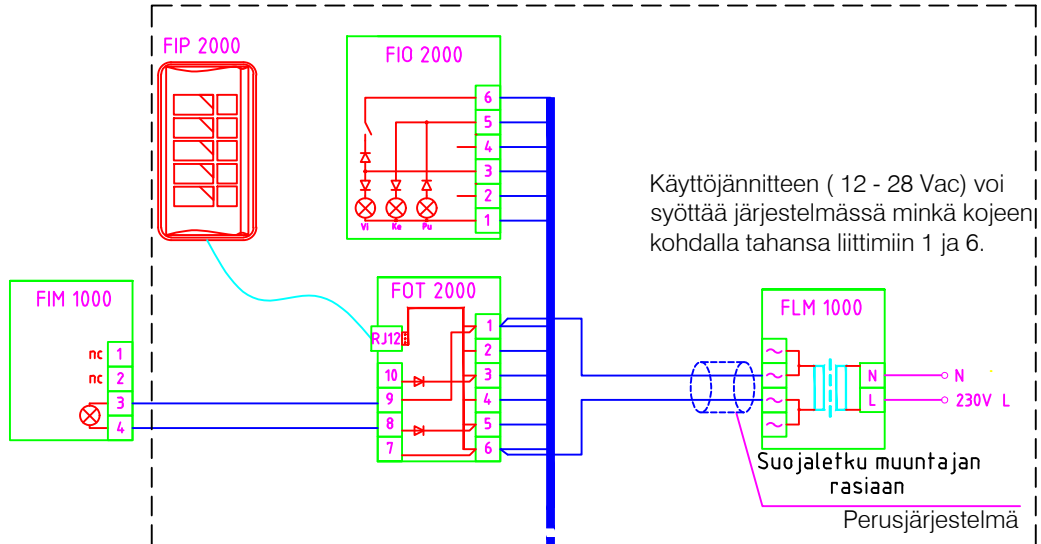 FIP 2000
FIO 2000
6
5
4
3
2
1
Vi Ke Pu
Käyttöjännitteen ( 12 - 28 Vac) voi
syöttää järjestelmässä minkä kojeen
kohdalla tahansa liittimiin 1 ja 6.
FIM 1000
nc 1
nc 2
3
4
FOT 2000
RJ12
1
2
3
4
5
6
10
9
8
7
FLM 1000
~
~
~
~
N
L
N
230V L
Suojaletku muuntajan
rasiaan
Perusjärjestelmä